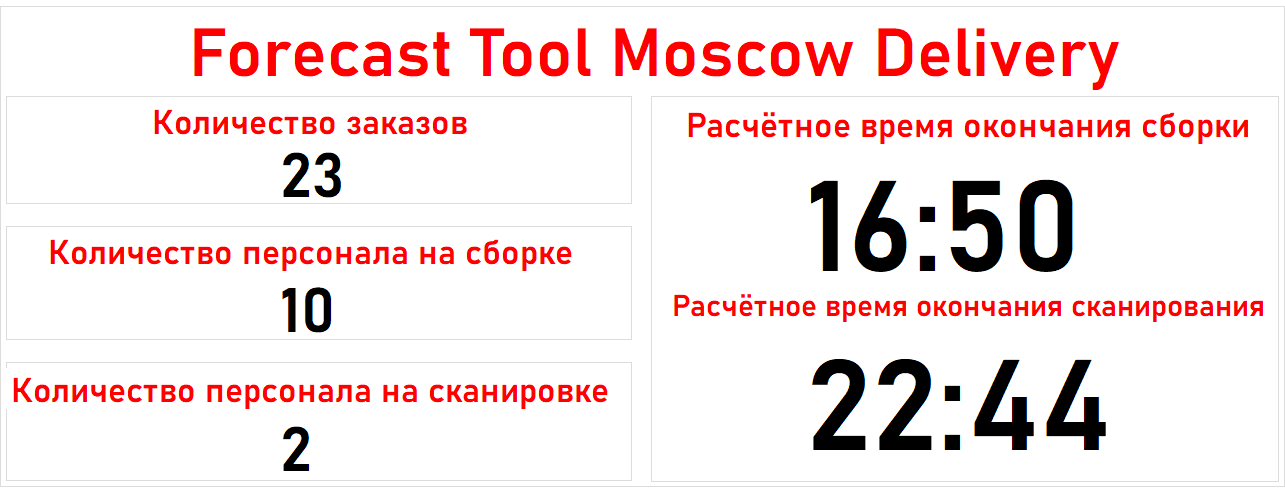 Forecast Tool Moscow Delivery
Количество заказов
23
Количество персонала на сборке
10
Количество персонала на сканировке
2
Расчётное время окончания сборки
16:50
Расчётное время окончания сканирования
22:44